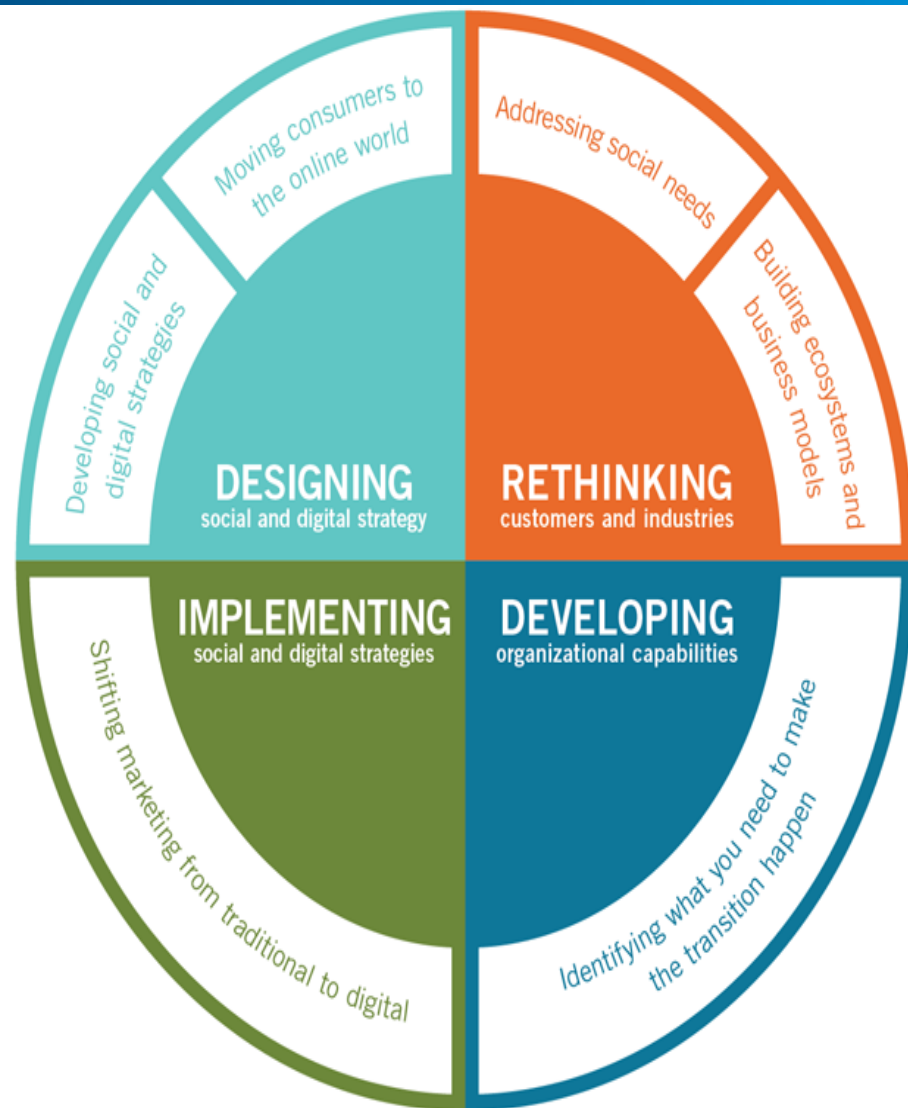 Moving consumers to
the online world
Developing social and
digital strategies
DESIGNING
social and digital strategy
Addressing social needs
Building ecosystems and
business models
RETHINKING
customers and industries
IMPLEMENTING
social and digital strategies
Shifting marketing from traditional to digital
DEVELOPING
organizational capabilities
Identifying what you need to make
the transition happen